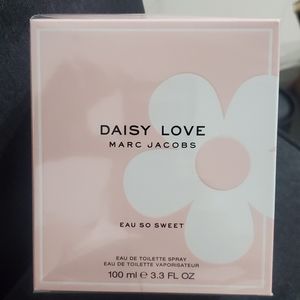 DAISY LOVE
MARC JACOBS
EAU SO SWEET
EAU DE TOILETTE SPRAY
EAU DE TOILETTE VAPORISATEUR
100 ml ℮ 3.3 FL OZ